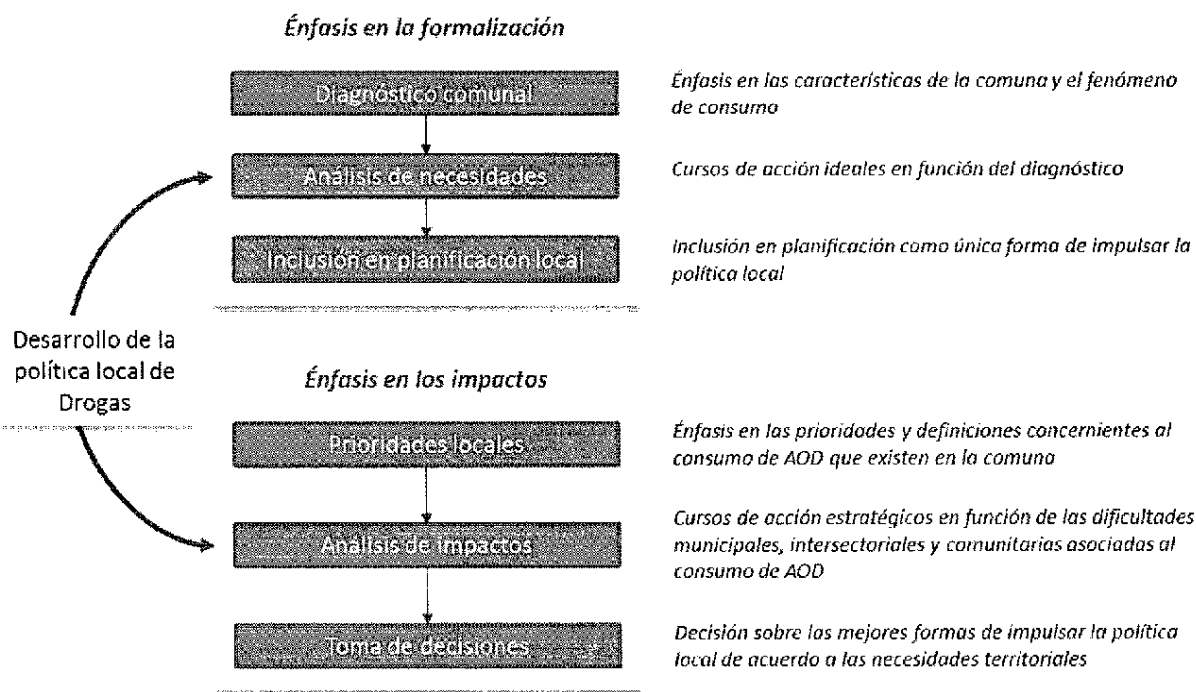 Énfasis en la formalización
Diagnóstico comunal
Énfasis en las características de la comuna y el fenómeno
de consumo
Análisis de necesidades
Cursos de acción ideales en función del diagnóstico
Inclusión en planificación local
Inclusión en planificación como única forma de impulsar la
política local
Desarrollo de la
política local de
Drogas
Énfasis en los impactos
Prioridades locales
Énfasis en las prioridades y definiciones concernientes al
consumo de AOD que existen en la comuna
Análisis de impactos
Cursos de acción estratégicos en función de las dificultades
municipales, intersectoriales y comunitarias asociadas al
consumo de AOD
Toma de decisiones
Decisión sobre las mejores formas de impulsar la política
local de acuerdo a las necesidades territoriales